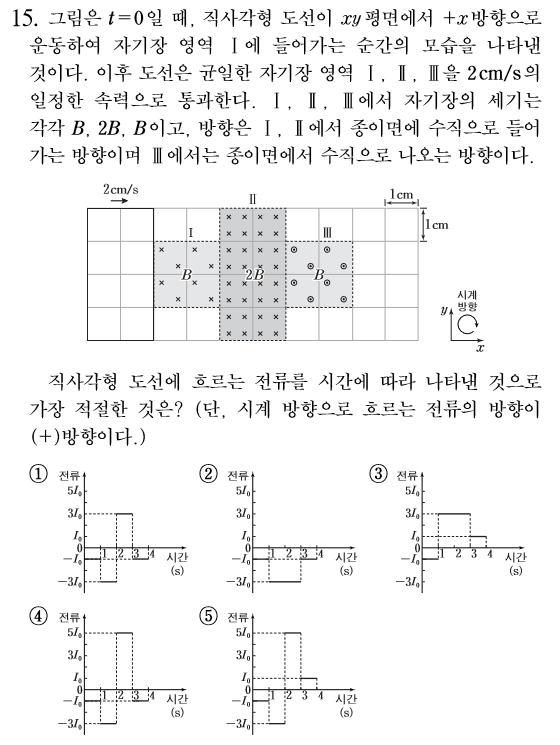 15. 그림은 t=0일 때, 직사각형 도선이 xy평면에서 +x방향으로
운동하여 자기장 영역 Ⅰ에 들어가는 순간의 모습을 나타낸
것이다. 이후 도선은 균일한 자기장 영역 Ⅰ, Ⅱ, Ⅲ을 2cm/s의
일정한 속력으로 통과한다. Ⅰ, Ⅱ, Ⅲ에서 자기장의 세기는
각각 B, 2B, B이고, 방향은 Ⅰ, Ⅱ에서 종이면에 수직으로 들어
가는 방향이며 Ⅲ에서는 종이면에서 수직으로 나오는 방향이다.
2cm/s
Ⅱ
1cm
Ⅰ
Ⅲ
1cm
B
2B
B
시계
방향
y
x
직사각형 도선에 흐르는 전류를 시간에 따라 나타낸 것으로
가장 적절한 것은? (단, 시계 방향으로 흐르는 전류의 방향이
(+)방향이다.)
① 전류
5I₀
3I₀
I₀
0
-I₀
-3I₀
1 2 3 4 시간
(s)
② 전류
5I₀
3I₀
I₀
0
-I₀
-3I₀
1 2 3 4 시간
(s)
③ 전류
5I₀
3I₀
I₀
0
-I₀
-3I₀
1 2 3 4 시간
(s)
④ 전류
5I₀
3I₀
I₀
0
-I₀
-3I₀
1 2 3 4 시간
(s)
⑤ 전류
5I₀
3I₀
I₀
0
-I₀
-3I₀
1 2 3 4 시간
(s)